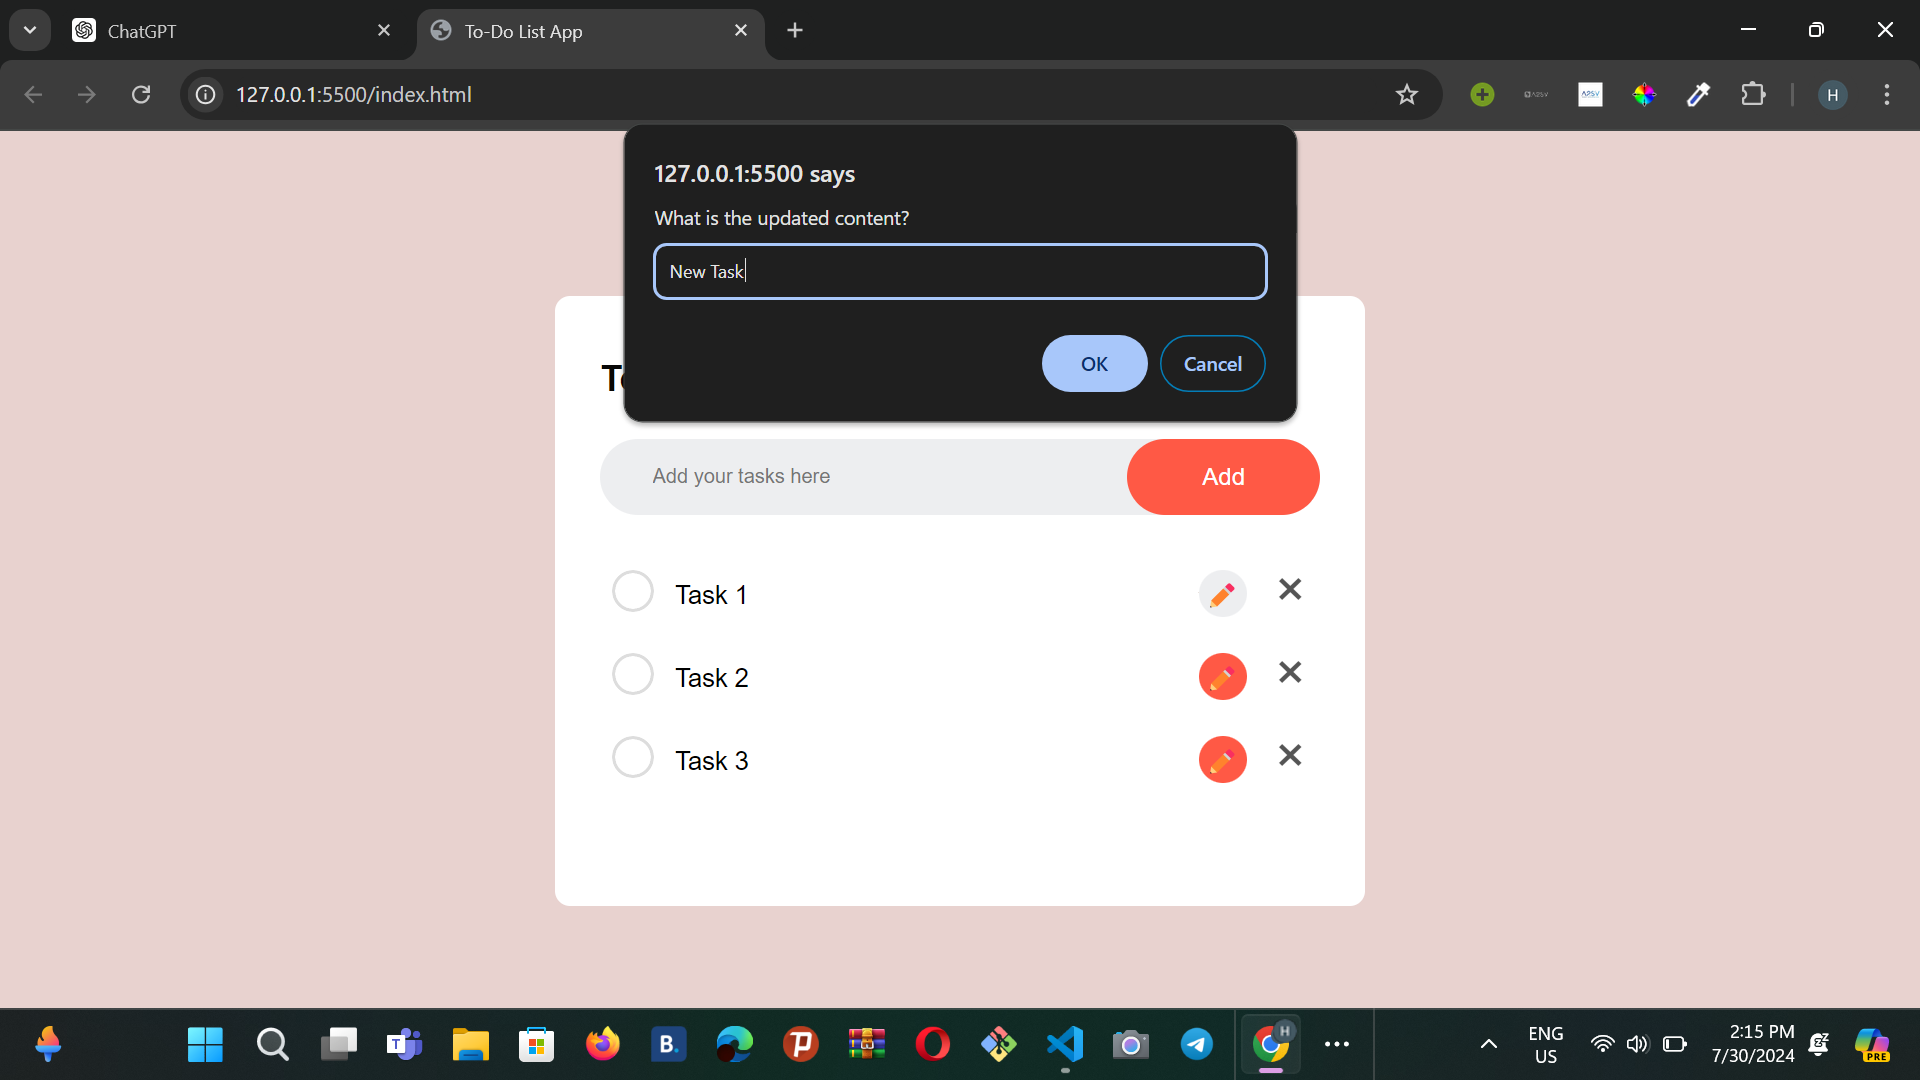 ChatGPT
To-Do List App
127.0.0.1:5500/index.html
H
127.0.0.1:5500 says
What is the updated content?
New Task
OK
Cancel
To
Add your tasks here
Add
Task 1
Task 2
Task 3
ENG
US
2:15 PM
7/30/2024
PRE
H
B.
T